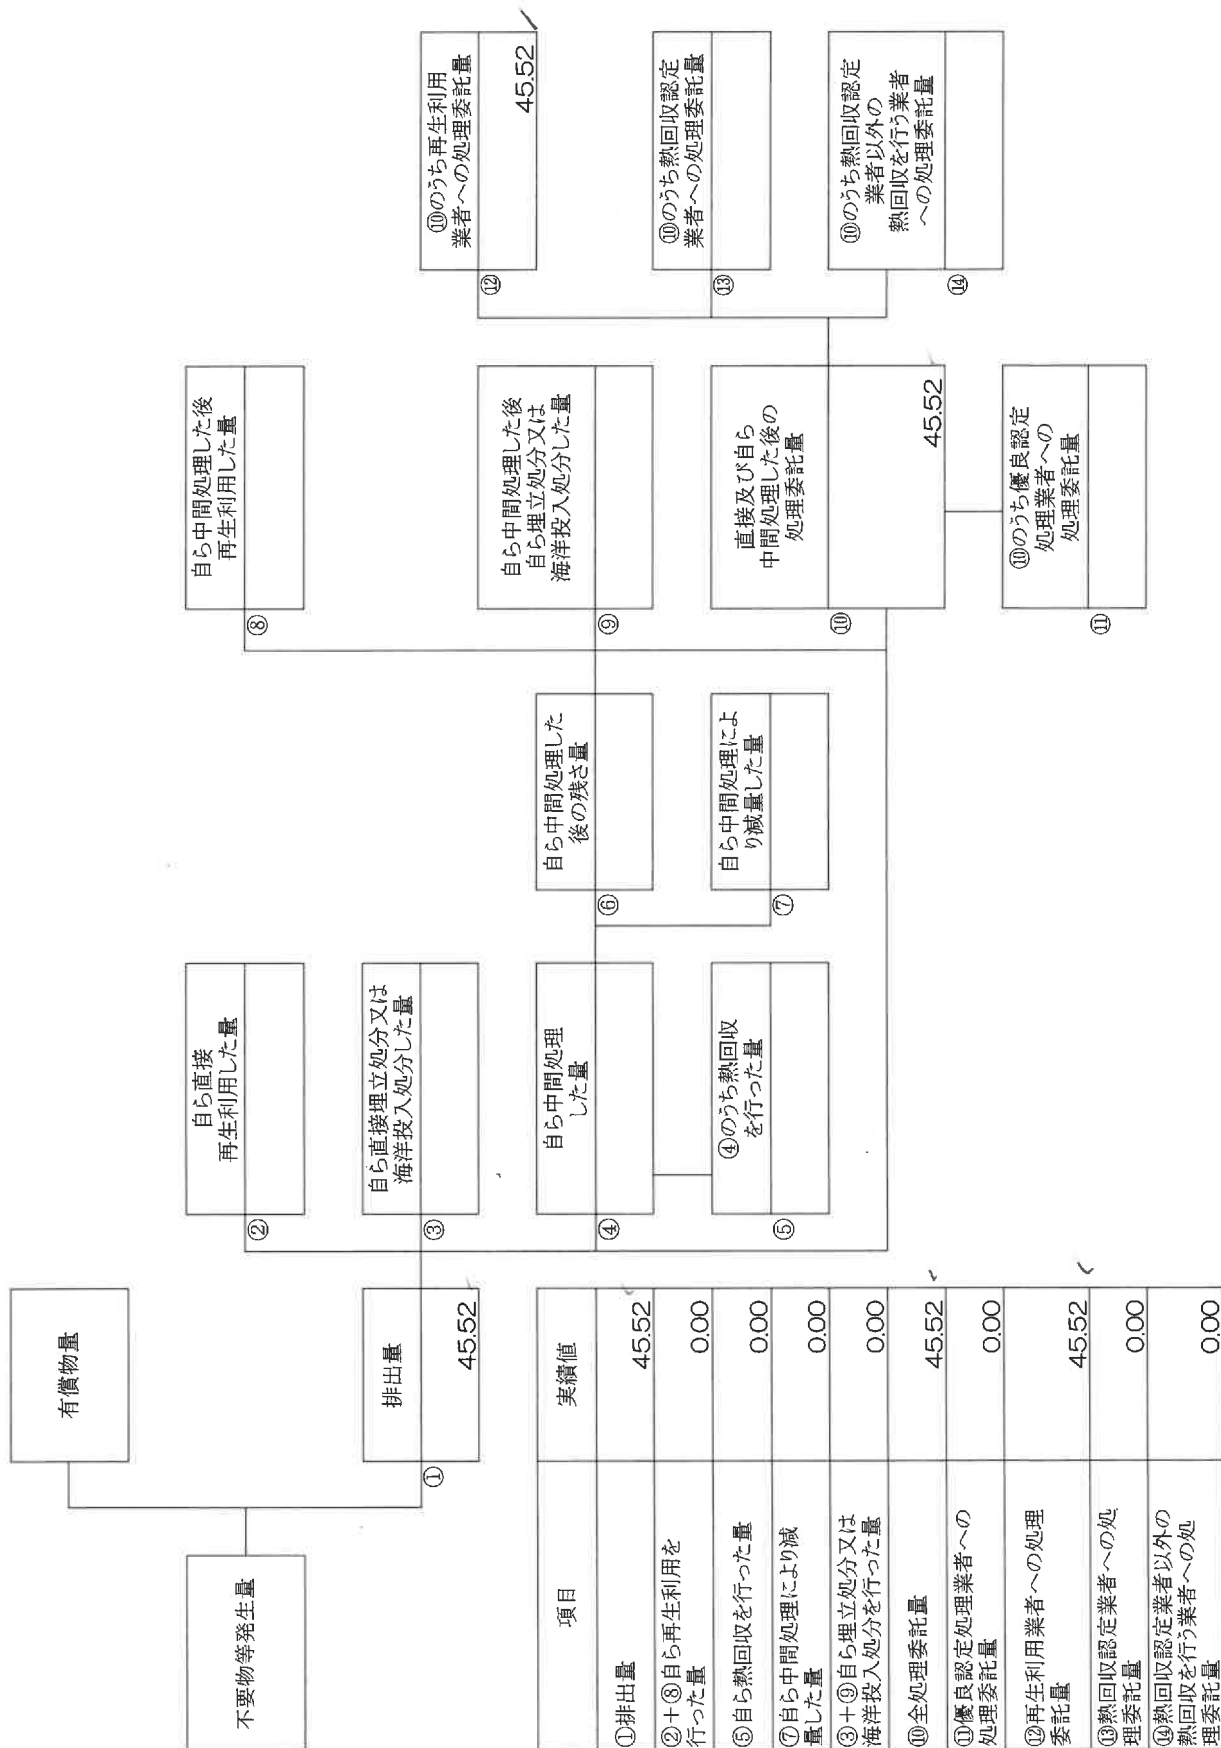 不要物等発生量
有償物量
排出量
①
45.52
自ら直接
再生利用した量
②
自ら直接埋立処分又は
海洋投入処分した量
③
自ら中間処理
した量
④
④のうち熱回収
を行った量
⑤
自ら中間処理した
後の残さ量
⑥
自ら中間処理によ
り減量した量
⑦
自ら中間処理した後
再生利用した量
⑧
自ら中間処理した後
自ら埋立処分又は
海洋投入処分した量
⑨
直接及び自ら
中間処理した後の
処理委託量
⑩
45.52
⑩のうち優良認定
処理業者への
処理委託量
⑪
⑩のうち再生利用
業者への処理委託量
⑫
45.52
⑩のうち熱回収認定
業者への処理委託量
⑬
⑩のうち熱回収認定
業者以外の
熱回収を行う業者
への処理委託量
⑭
項目 実績値
①排出量 45.52
②+⑧自ら再生利用を
行った量 0.00
⑤自ら熱回収を行った量 0.00
⑦自ら中間処理により減
量した量 0.00
③+⑨自ら埋立処分又は
海洋投入処分を行った量 0.00
⑩全処理委託量 45.52
⑪優良認定処理業者への
処理委託量 0.00
⑫再生利用業者への処理
委託量 45.52
⑬熱回収認定業者への処
理委託量 0.00
⑭熱回収認定業者以外の
熱回収を行う業者への処
理委託量 0.00